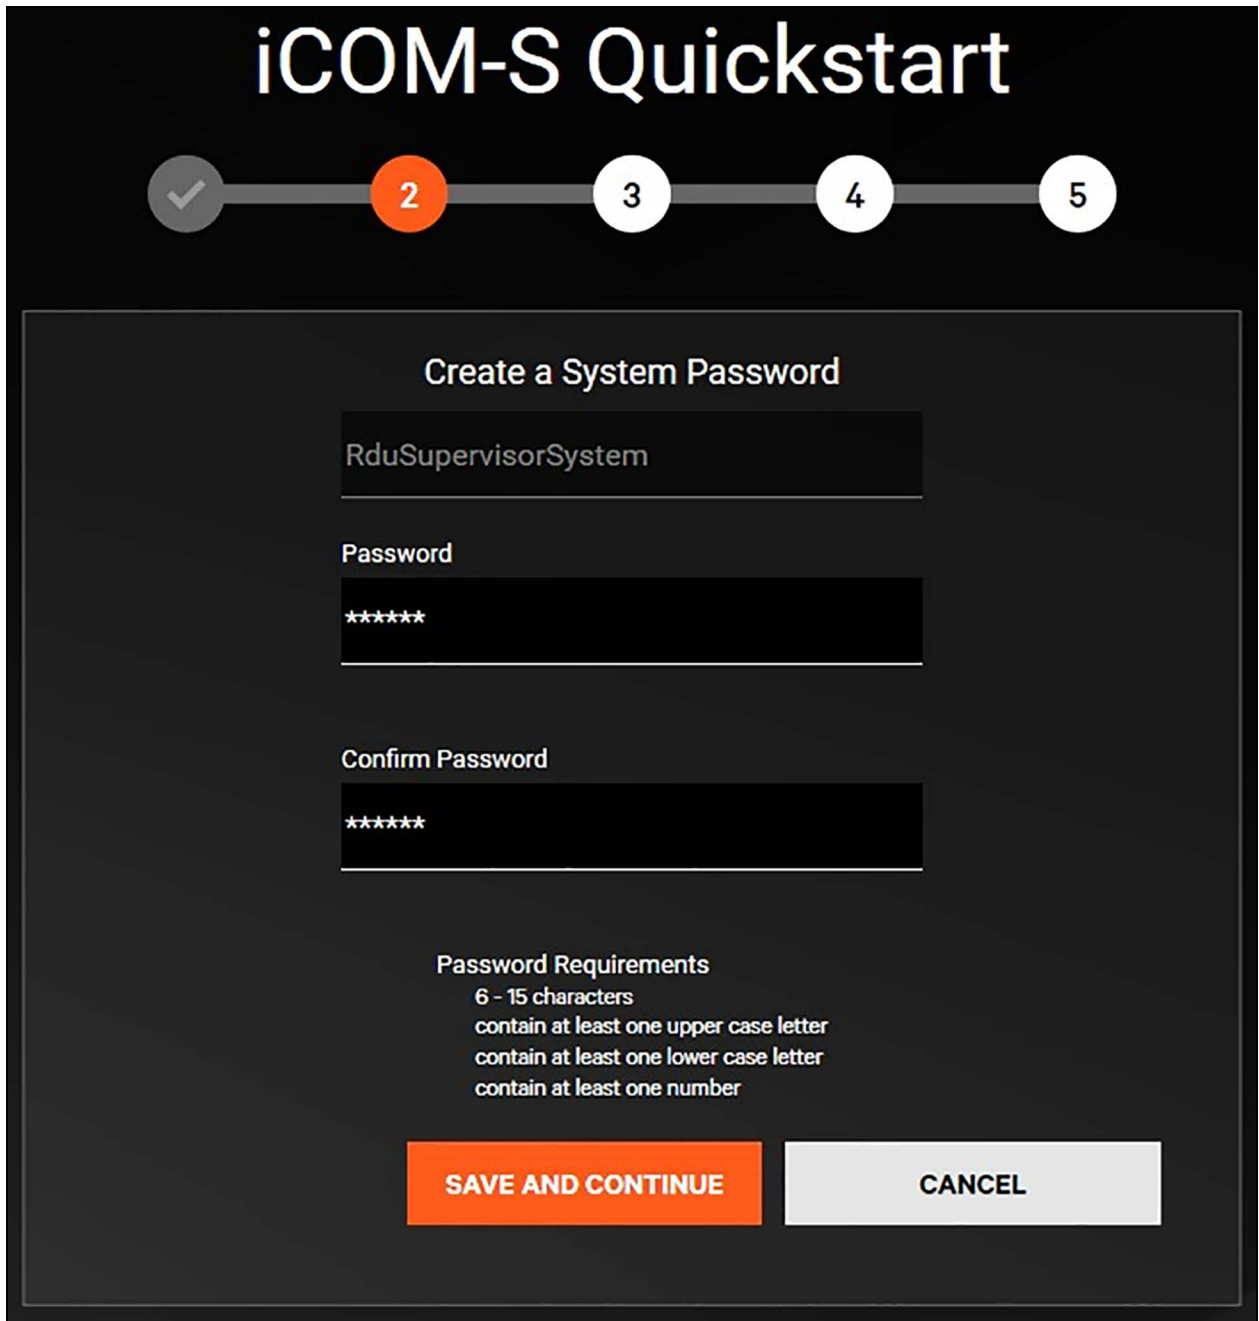 iCOM-S Quickstart
2 3 4 5
Create a System Password
RduSupervisorSystem
Password
******
Confirm Password
******
Password Requirements
6 - 15 characters
contain at least one upper case letter
contain at least one lower case letter
contain at least one number
SAVE AND CONTINUE CANCEL